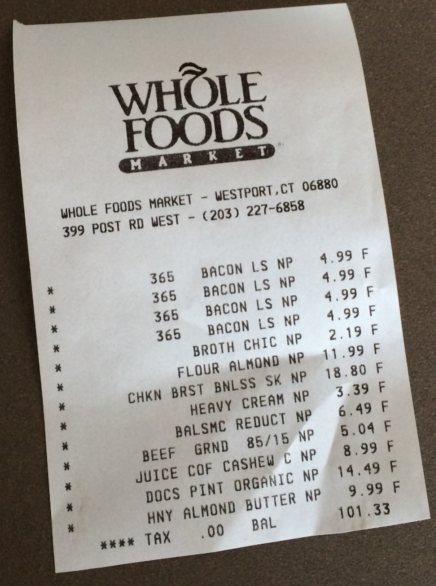 WHOLE
FOODS
MARKET
WHOLE FOODS MARKET - WESTPORT,CT 06880
399 POST RD WEST - (203) 227-6858
365 BACON LS NP 4.99 F
* 365 BACON LS NP 4.99 F
* 365 BACON LS NP 4.99 F
* 365 BACON LS NP 4.99 F
* BROTH CHIC NP 2.19 F
* FLOUR ALMOND NP 11.99 F
* CHKN BRST BNLSS SK NP 18.80 F
* HEAVY CREAM NP 3.39 F
* BALSMC REDUCT NP 6.49 F
* BEEF GRND 85/15 NP 5.04 F
* JUICE COF CASHEW C NP 8.99 F
* DOCS PINT ORGANIC NP 14.49 F
* HNY ALMOND BUTTER NP 9.99 F
**** TAX .00 BAL 101.33